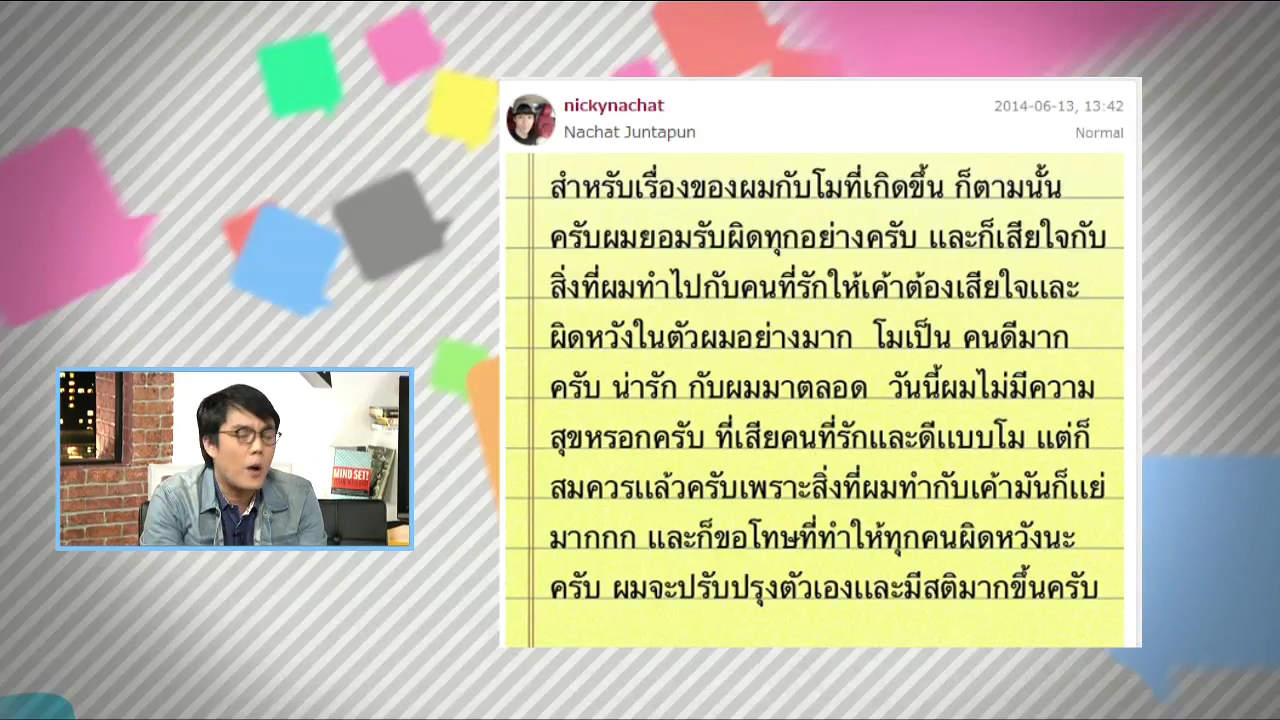 nickynachat
2014-06-13, 13:42
Nachat Juntapun
Normal
สำหรับเรื่องของผมกับโมที่เกิดขึ้น ก็ตามนั้น
ครับผมยอมรับผิดทุกอย่างครับ และก็เสียใจกับ
สิ่งที่ผมทำไปกับคนที่รักให้เค้าต้องเสียใจและ
ผิดหวังในตัวผมอย่างมาก โมเป็น คนดีมาก
ครับ น่ารัก กับผมมาตลอด วันนี้ผมไม่มีความ
สุขหรอกครับ ที่เสียคนที่รักและดีแบบโม แต่ก็
สมควรแล้วครับเพราะสิ่งที่ผมทำกับเค้ามันก็แย่
มากกก และก็ขอโทษที่ทำให้ทุกคนผิดหวังนะ
ครับ ผมจะปรับปรุงตัวเองและมีสติมากขึ้นครับ
MIND SET!